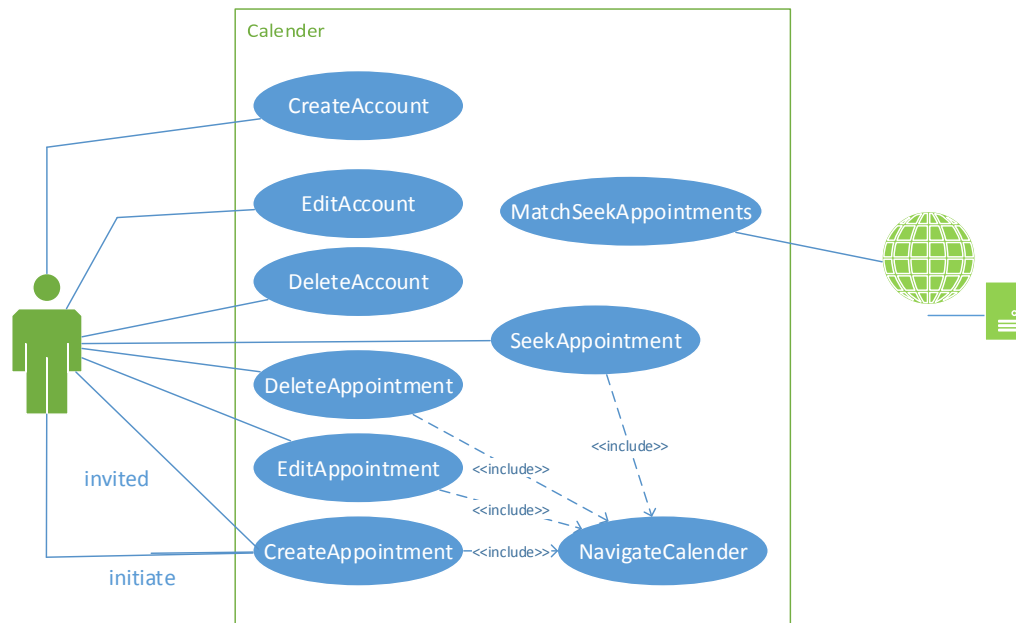 Calender
CreateAccount
EditAccount
MatchSeekAppointments
DeleteAccount
SeekAppointment
DeleteAppointment
<<include>>
EditAppointment
<<include>>
invited
<<include>>
CreateAppointment
<<include>>
NavigateCalender
initiate